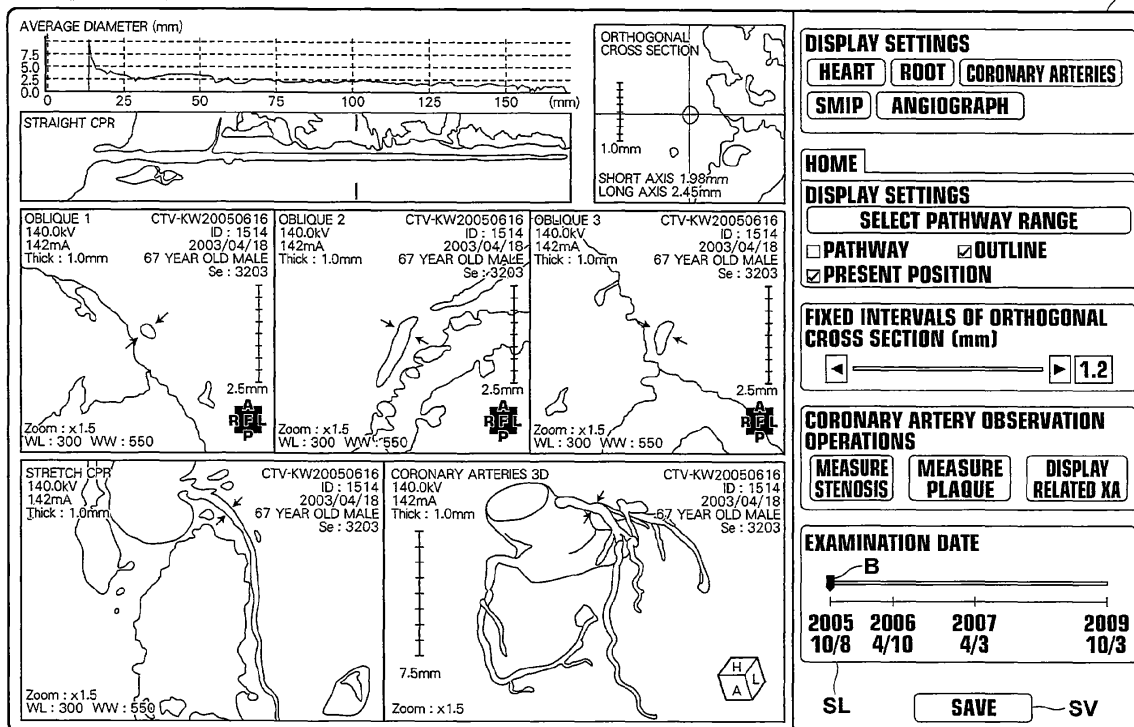 AVERAGE DIAMETER (mm)
7.5
5.0
2.5
0.0
0 25 50 75 100 125 150 (mm)
STRAIGHT CPR
ORTHOGONAL
CROSS SECTION
1.0mm
SHORT AXIS 1.98mm
LONG AXIS 2.45mm
OBLIQUE 1 CTV-KW20050616
140.0kV ID : 1514
142mA 2003/04/18
Thick : 1.0mm 67 YEAR OLD MALE
Se : 3203
2.5mm
A
R F L
P
Zoom : x1.5
WL : 300 WW : 550
OBLIQUE 2 CTV-KW20050616
140.0kV ID : 1514
142mA 2003/04/18
Thick : 1.0mm 67 YEAR OLD MALE
Se : 3203
2.5mm
A
R F L
P
Zoom : x1.5
WL : 300 WW : 550
OBLIQUE 3 CTV-KW20050616
140.0kV ID : 1514
142mA 2003/04/18
Thick : 1.0mm 67 YEAR OLD MALE
Se : 3203
2.5mm
A
R F L
P
Zoom : x1.5
WL : 300 WW : 550
STRETCH CPR CTV-KW20050616
140.0kV ID : 1514
142mA 2003/04/18
Thick : 1.0mm 67 YEAR OLD MALE
Se : 3203
Zoom : x1.5
WL : 300 WW : 550
CORONARY ARTERIES 3D CTV-KW20050616
140.0kV ID : 1514
142mA 2003/04/18
Thick : 1.0mm 67 YEAR OLD MALE
Se : 3203
7.5mm
H
A L
Zoom : x1.5
DISPLAY SETTINGS
HEART ROOT CORONARY ARTERIES
SMIP ANGIOGRAPH
HOME
DISPLAY SETTINGS
SELECT PATHWAY RANGE
PATHWAY OUTLINE
PRESENT POSITION
FIXED INTERVALS OF ORTHOGONAL
CROSS SECTION (mm)
1.2
CORONARY ARTERY OBSERVATION
OPERATIONS
MEASURE STENOSIS
MEASURE PLAQUE
DISPLAY RELATED XA
EXAMINATION DATE
B
2005 2006 2007 2009
10/8 4/10 4/3 10/3
SL SAVE SV